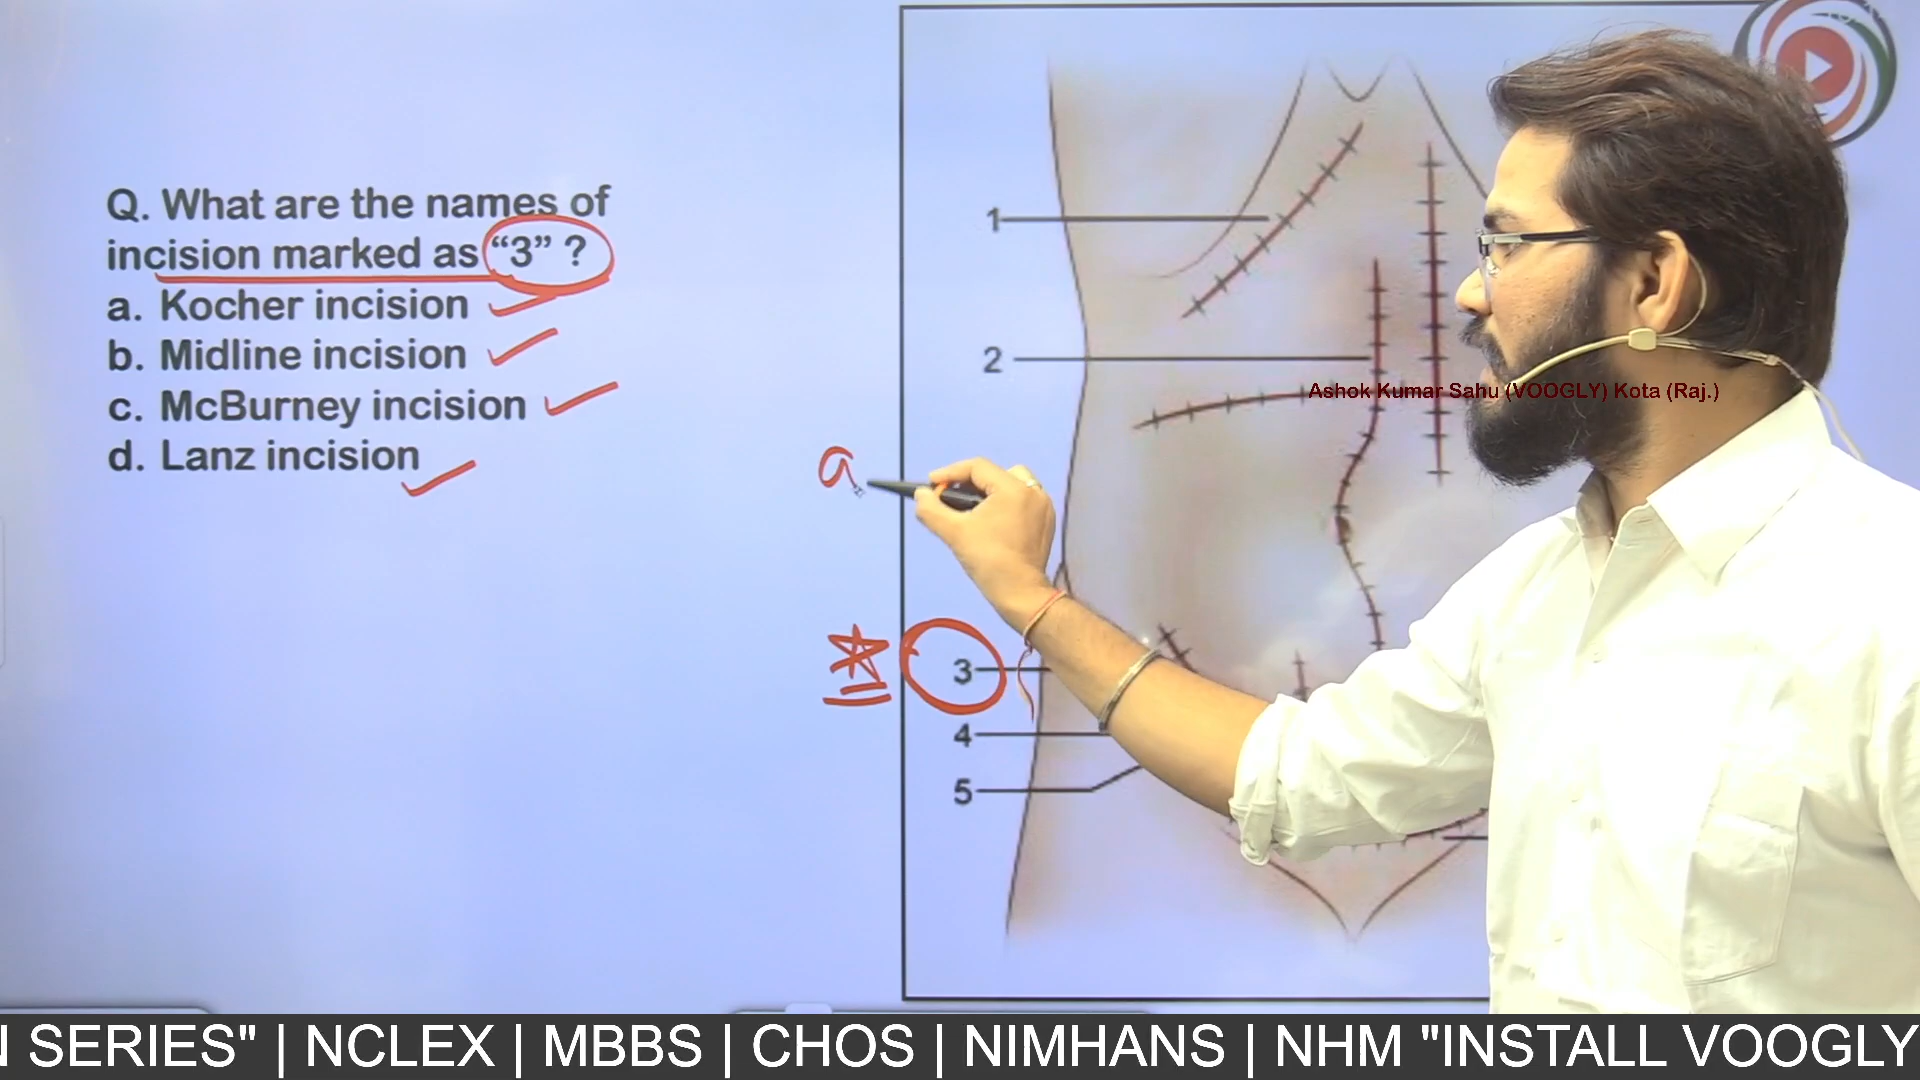 Q. What are the names of
incision marked as “3” ?
a. Kocher incision
b. Midline incision
c. McBurney incision
d. Lanz incision
a
1
2
3
4
5
Ashok Kumar Sahu (VOOGLY) Kota (Raj.)
SERIES" | NCLEX | MBBS | CHOS | NIMHANS | NHM "INSTALL VOOGLY